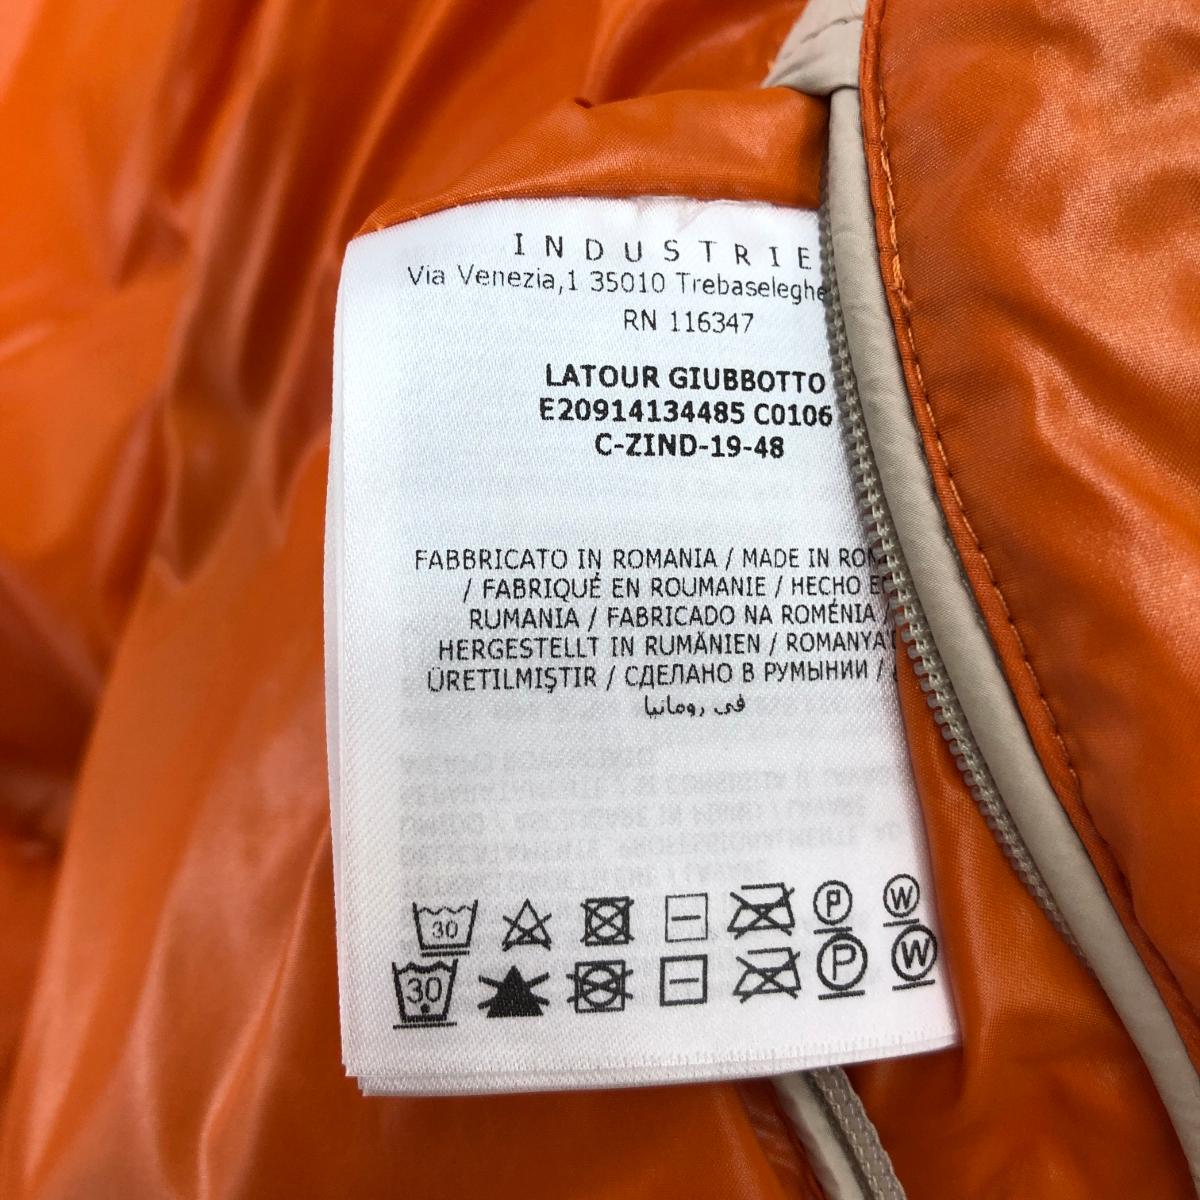 INDUSTRIE
Via Venezia,1 35010 Trebaseleghe
RN 116347
LATOUR GIUBBOTTO
E20914134485 C0106
C-ZIND-19-48
FABBRICATO IN ROMANIA / MADE IN ROM
/ FABRIQUÉ EN ROUMANIE / HECHO E
RUMANIA / FABRICADO NA ROMÉNIA /
HERGESTELLT IN RUMÄNIEN / ROMANYA'
ÜRETILMIŞTIR / СДЕЛАНО В РУМЫНИИ /
في رومانيا
30 P W
30 P W